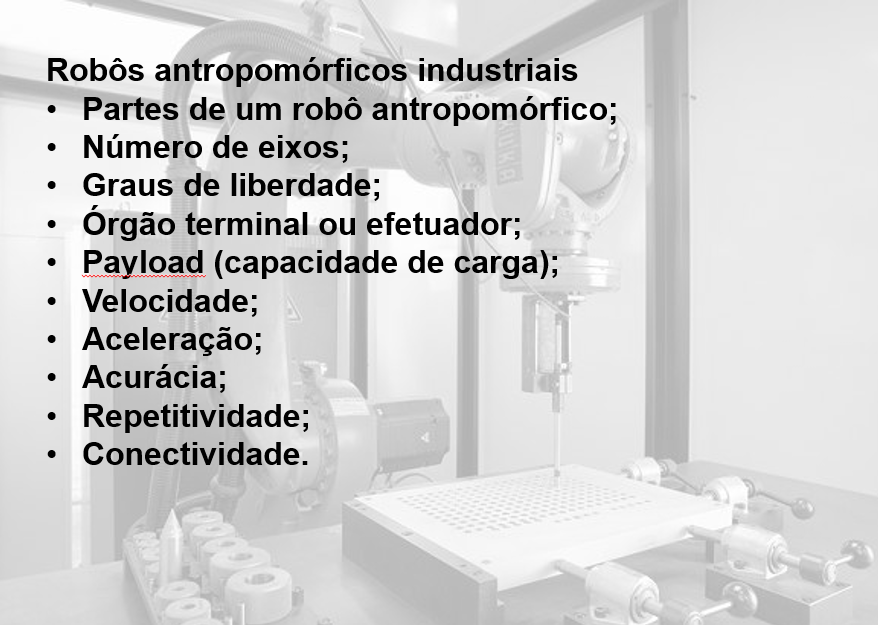 Robôs antropomórficos industriais
• Partes de um robô antropomórfico;
• Número de eixos;
• Graus de liberdade;
• Órgão terminal ou efetuador;
• Payload (capacidade de carga);
• Velocidade;
• Aceleração;
• Acurácia;
• Repetitividade;
• Conectividade.
KUKA